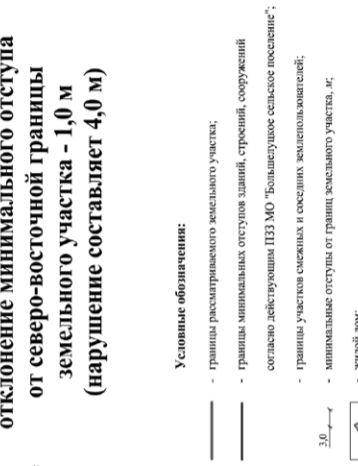 отклонение минимального отступа
от северо-восточной границы
земельного участка - 1,0 м
(нарушение составляет 4,0 м)
Условные обозначения:
- границы рассматриваемого земельного участка;
- границы минимальных отступов зданий, строений, сооружений
согласно действующим ПЗЗ МО "Большелуцкое сельское поселение";
- границы участков смежных и соседних землепользователей;
3,0 - минимальные отступы от границ земельного участка, м;
- жилой дом;